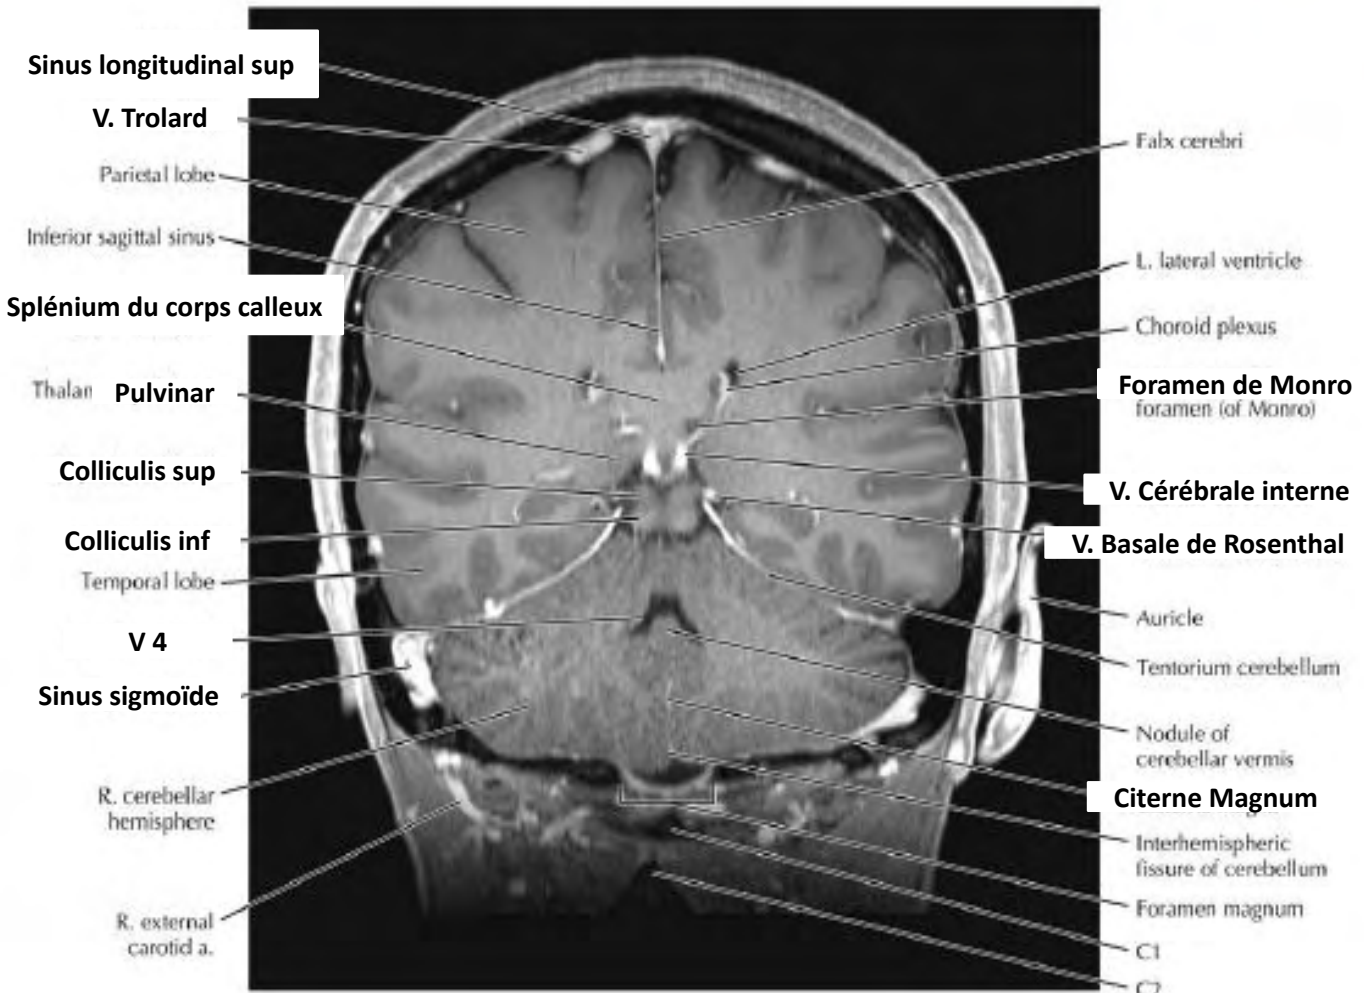 Sinus longitudinal sup
V. Trolard
Parietal lobe
Inferior sagittal sinus
Splénium du corps calleux
Thalan
Pulvinar
Colliculis sup
Colliculis inf
Temporal lobe
V 4
Sinus sigmoïde
R. cerebellar
hemisphere
R. external
carotid a.
Falx cerebri
L. lateral ventricle
Choroid plexus
Foramen de Monro
foramen (of Monro)
V. Cérébrale interne
V. Basale de Rosenthal
Auricle
Tentorium cerebellum
Nodule of
cerebellar vermis
Citerne Magnum
Interhemispheric
fissure of cerebellum
Foramen magnum
C1
C2